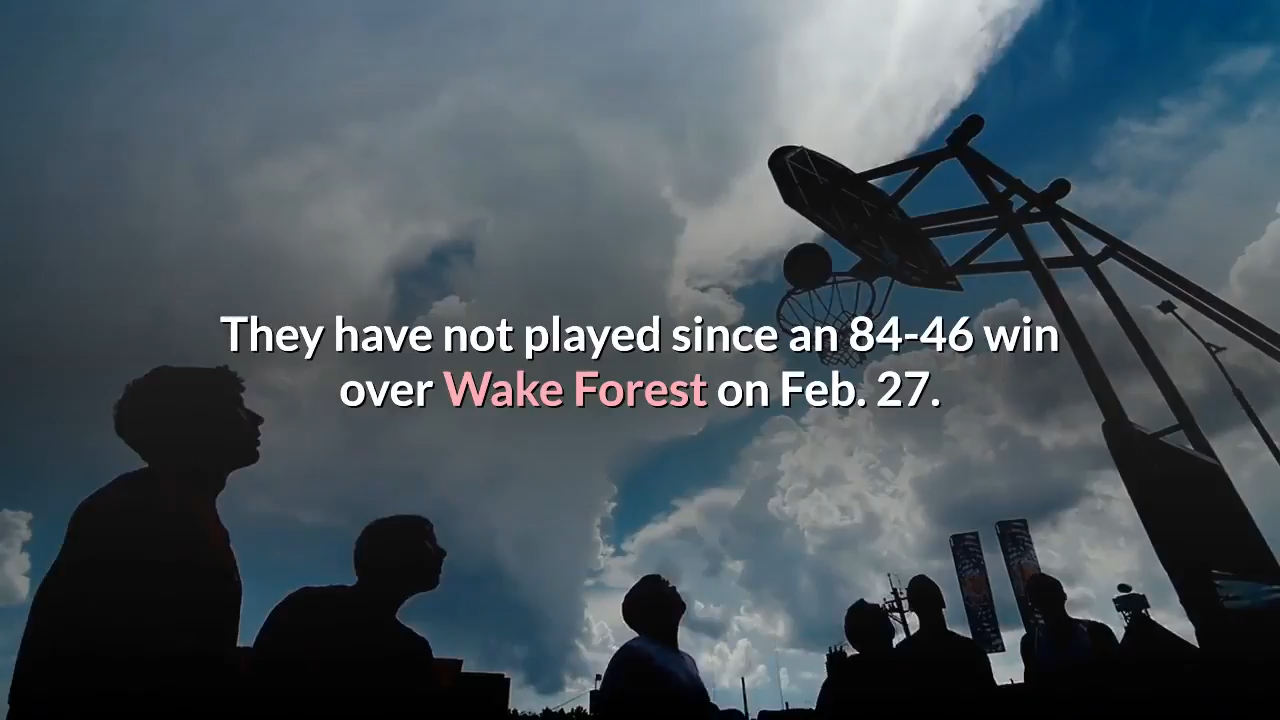 They have not played since an 84-46 win
over Wake Forest on Feb. 27.